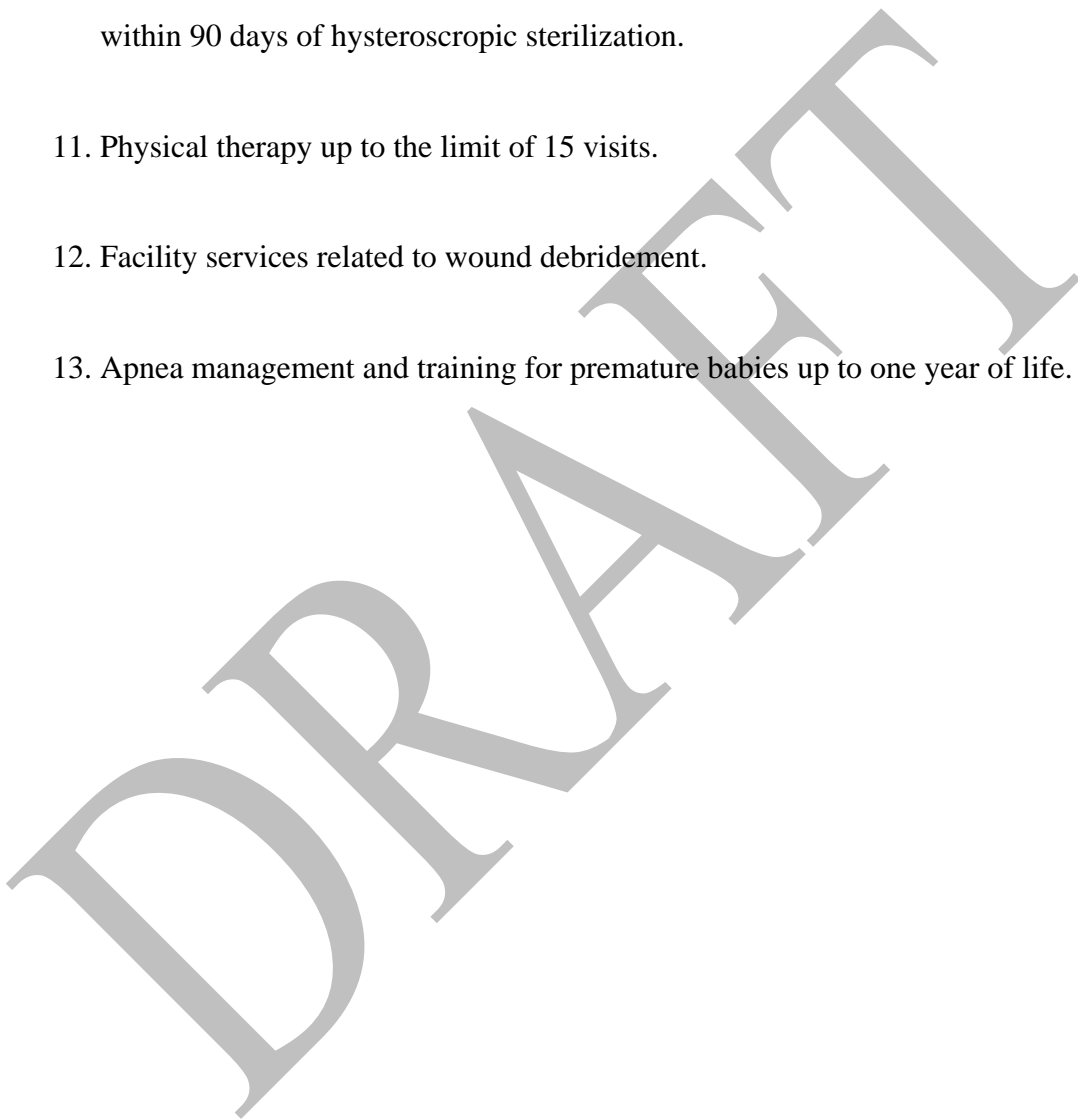 within 90 days of hysteroscropic sterilization.
11. Physical therapy up to the limit of 15 visits.
12. Facility services related to wound debridement.
13. Apnea management and training for premature babies up to one year of life.
DRAFT